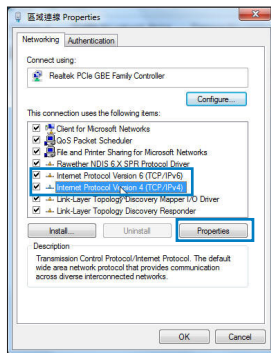 區域連線 Properties
Networking Authentication
Connect using:
Realtek PCIe GBE Family Controller
Configure...
This connection uses the following items:
Client for Microsoft Networks
QoS Packet Scheduler
File and Printer Sharing for Microsoft Networks
Rawether NDIS 6.X SPR Protocol Driver
Internet Protocol Version 6 (TCP/IPv6)
Internet Protocol Version 4 (TCP/IPv4)
Link-Layer Topology Discovery Mapper I/O Driver
Link-Layer Topology Discovery Responder
Install... Uninstall Properties
Description
Transmission Control Protocol/Internet Protocol. The default
wide area network protocol that provides communication
across diverse interconnected networks.
OK Cancel